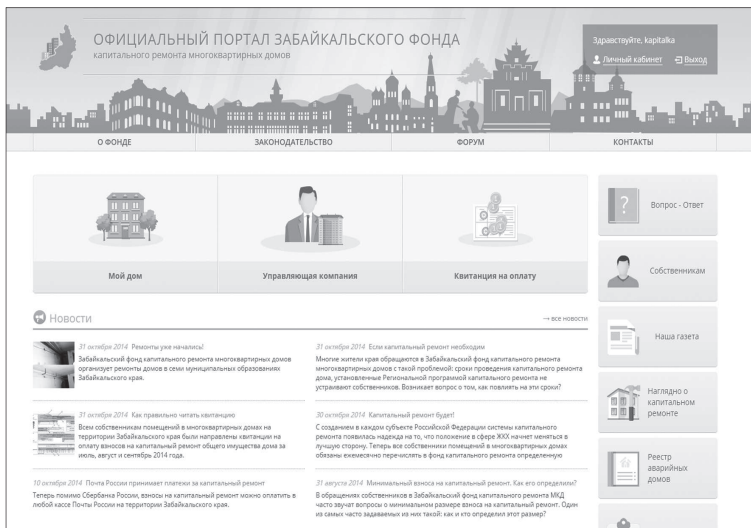 ОФИЦИАЛЬНЫЙ ПОРТАЛ ЗАБАЙКАЛЬСКОГО ФОНДА
капитального ремонта многоквартирных домов
Здравствуйте, kapitalka
Личный кабинет
Выход
О ФОНДЕ
ЗАКОНОДАТЕЛЬСТВО
ФОРУМ
КОНТАКТЫ
Мой дом
Управляющая компания
Квитанция на оплату
Новости
→ все новости
31 октября 2014 Ремонты уже начались!
Забайкальский фонд капитального ремонта многоквартирных домов
организует ремонты домов в семи муниципальных образованиях
Забайкальского края.
31 октября 2014 Если капитальный ремонт необходим
Многие жители края обращаются в Забайкальский фонд капитального ремонта
многоквартирных домов с такой проблемой: сроки проведения капитального ремонта
дома, установленные Региональной программой капитального ремонта не
устраивают собственников. Возникает вопрос о том, как повлиять на эти сроки?
31 октября 2014 Как правильно читать квитанцию
Всем собственникам помещений в многоквартирных домах на
территории Забайкальского края были направлены квитанции на
оплату взносов на капитальный ремонт общего имущества дома за
июль, август и сентябрь 2014 года.
30 октября 2014 Капитальный ремонт будет!
С созданием в каждом субъекте Российской Федерации системы капитального
ремонта появилась надежда на то, что положение в сфере ЖКХ начнет меняться в
лучшую сторону. Теперь все собственники помещений в многоквартирных домах
обязаны ежемесячно перечислять в фонд капитального ремонта определенную
10 октября 2014 Почта России принимает платежи за капитальный ремонт
Теперь помимо Сбербанка России, взносы на капитальный ремонт можно оплатить в
любой кассе Почты России на территории Забайкальского края.
31 августа 2014 Минимальный взнос на капитальный ремонт. Как его определили?
В обращениях собственников в Забайкальский фонд капитального ремонта МКД
часто звучат вопросы о минимальном размере взноса на капитальный ремонт. Один
из самых часто задаваемых из них такой: как и кто определил этот размер?
Вопрос - Ответ
Собственникам
Наша газета
Наглядно о
капитальном
ремонте
Реестр
аварийных
домов